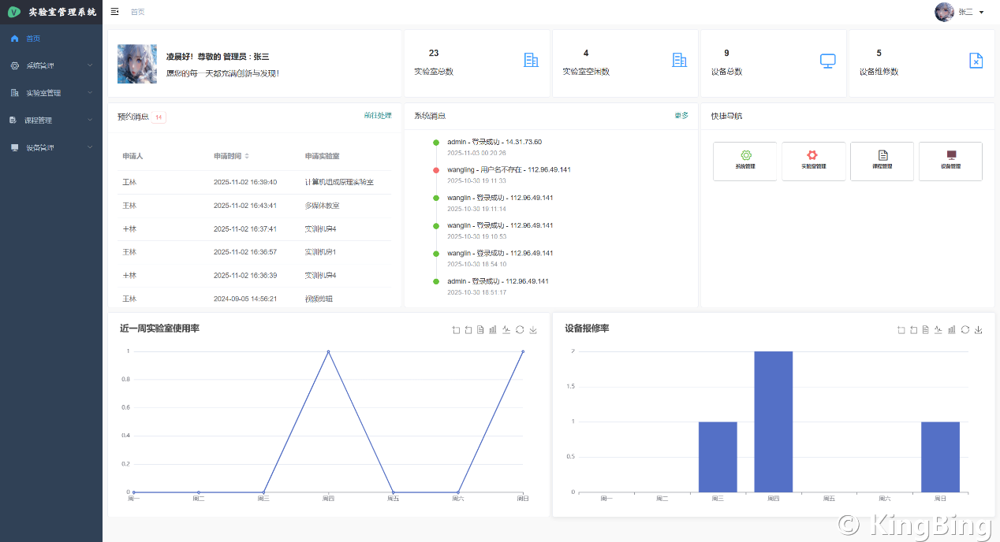 实验室管理系统
首页
张三
首页
系统管理
实验室管理
课程管理
设备管理
凌晨好！尊敬的 管理员 : 张三
愿您的每一天都充满创新与发现！
23
实验室总数
4
实验室空闲数
9
设备总数
5
设备维修数
预约消息 14
前往处理
申请人 申请时间 申请实验室
王林 2025-11-02 16:39:40 计算机组成原理实验室
王林 2025-11-02 16:43:41 多媒体教室
王林 2025-11-02 16:37:41 实训机房4
王林 2025-11-02 16:36:57 实训机房1
王林 2025-11-02 16:36:39 实训机房4
王林 2024-09-05 14:56:21 视频剪辑
系统消息
更多
admin - 登录成功 - 14.31.73.60
2025-11-03 00:20:26
wangling - 用户名不存在 - 112.96.49.141
2025-10-30 19:11:33
wanglin - 登录成功 - 112.96.49.141
2025-10-30 19:11:14
wanglin - 登录成功 - 112.96.49.141
2025-10-30 19:10:53
wanglin - 登录成功 - 112.96.49.141
2025-10-30 18:54:10
admin - 登录成功 - 112.96.49.141
2025-10-30 18:51:17
快捷导航
系统管理
实验室管理
课程管理
设备管理
近一周实验室使用率
1
0.8
0.6
0.4
0.2
0
周一 周二 周三 周四 周五 周六 周日
设备报修率
2
1.5
1
0.5
0
周一 周二 周三 周四 周五 周六 周日
© KingBing